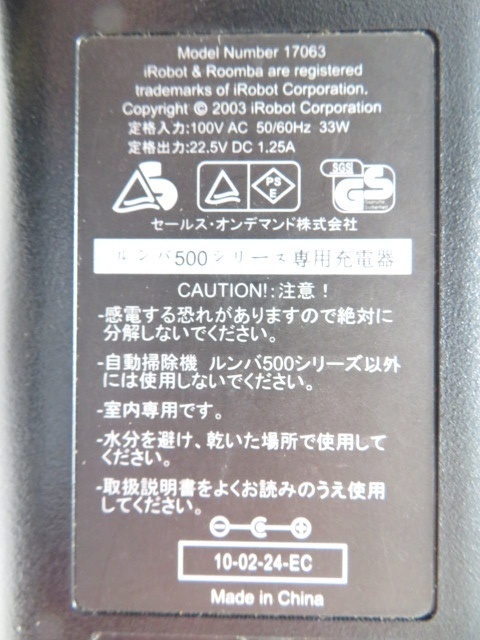 Model Number 17063
iRobot & Roomba are registered
trademarks of iRobot Corporation.
Copyright © 2003 iRobot Corporation
定格入力:100V AC 50/60Hz 33W
定格出力:22.5V DC 1.25A
S PS E SGS GS
セールス・オンデマンド株式会社
ルンバ500シリーズ専用充電器
CAUTION!:注意！
-感電する恐れがありますので絶対に
分解しないでください。
-自動掃除機 ルンバ500シリーズ以外
には使用しないでください。
-室内専用です。
-水分を避け、乾いた場所で使用して
ください。
-取扱説明書をよくお読みのうえ使用
してください。
10-02-24-EC
Made in China